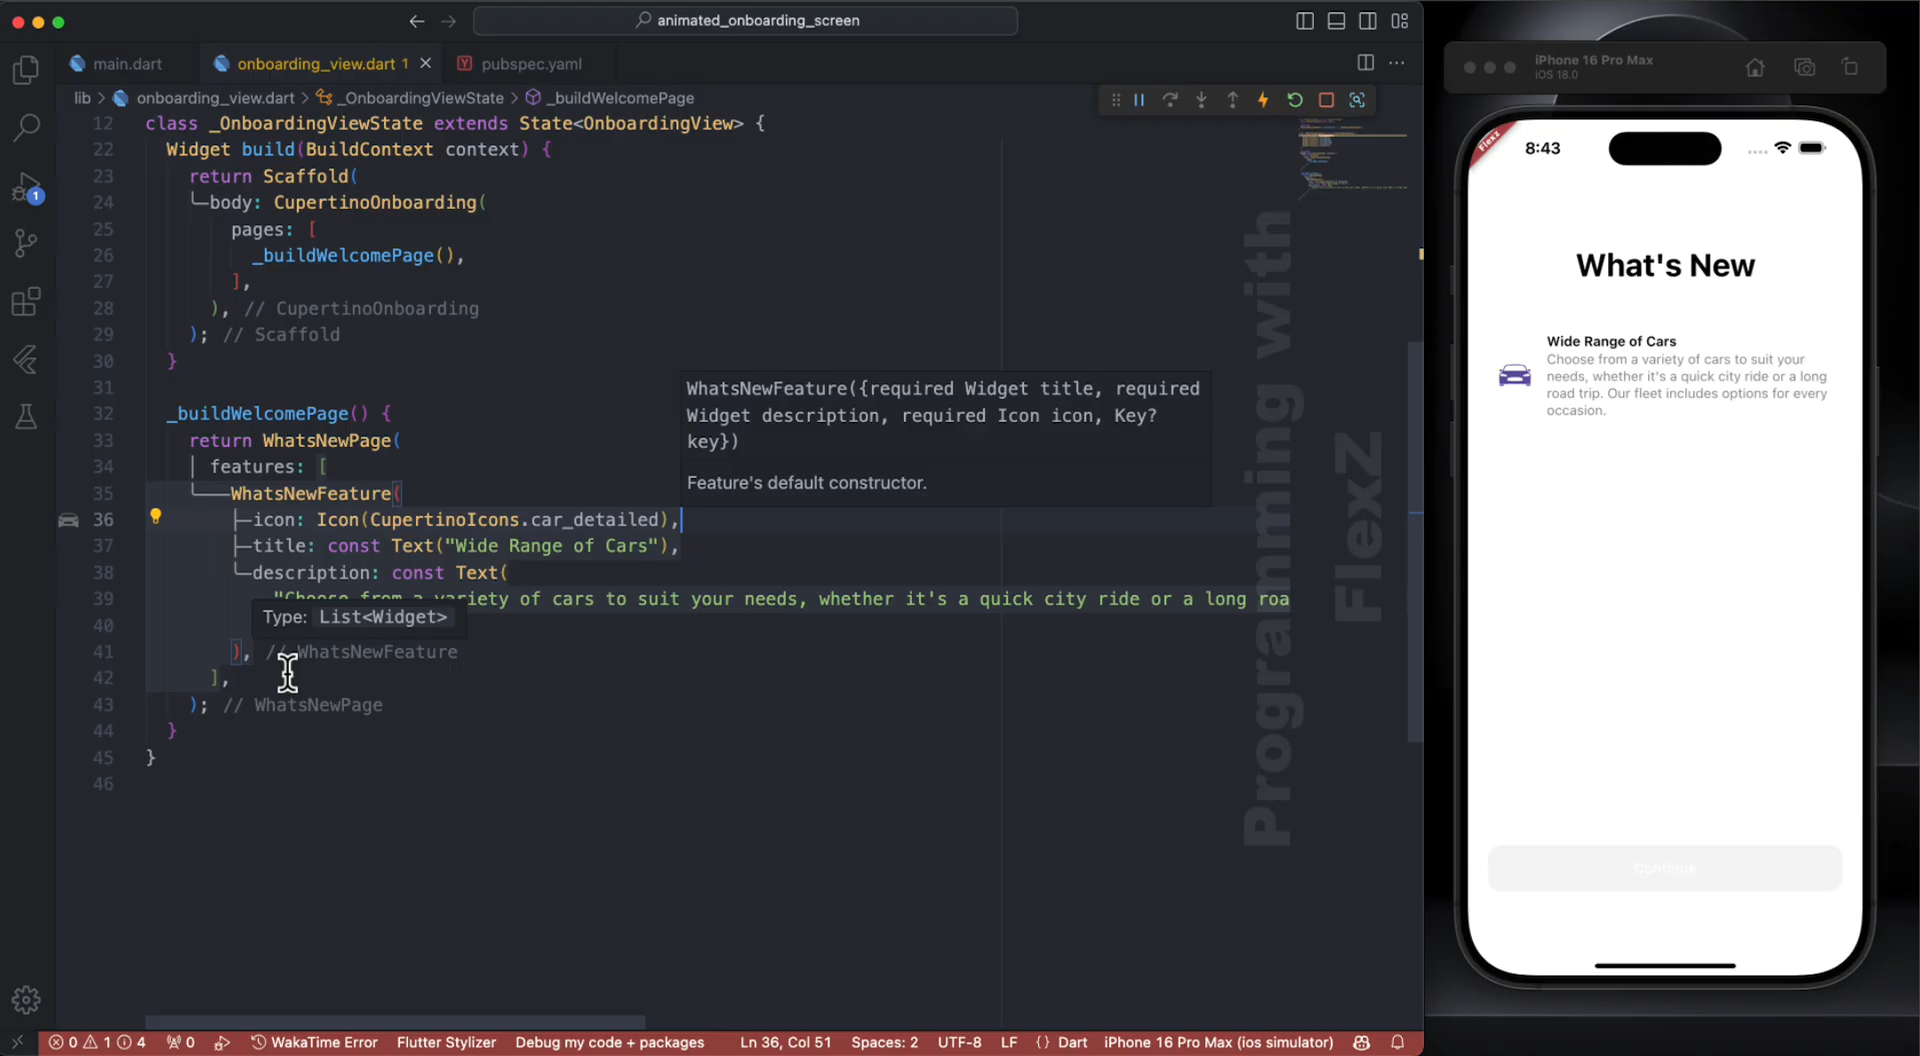 animated_onboarding_screen
main.dart
onboarding_view.dart 1
pubspec.yaml
lib > onboarding_view.dart > _OnboardingViewState > _buildWelcomePage
12 class _OnboardingViewState extends State<OnboardingView> {
22 Widget build(BuildContext context) {
23 return Scaffold(
24 body: CupertinoOnboarding(
25 pages: [
26 _buildWelcomePage(),
27 ],
28 ), // CupertinoOnboarding
29 ); // Scaffold
30 }
31
32 _buildWelcomePage() {
33 return WhatsNewPage(
34 features: [
35 WhatsNewFeature(
36 icon: Icon(CupertinoIcons.car_detailed),
37 title: const Text("Wide Range of Cars"),
38 description: const Text(
39 "Choose from a variety of cars to suit your needs, whether it's a quick city ride or a long roa
40
41 ), // WhatsNewFeature
42 ],
43 ); // WhatsNewPage
44 }
45 }
46
WhatsNewFeature({required Widget title, required
Widget description, required Icon icon, Key?
key})
Feature's default constructor.
Type: List<Widget>
1
Programming with
FlexZ
0 1 4 0 WakaTime Error Flutter Stylizer Debug my code + packages Ln 36, Col 51 Spaces: 2 UTF-8 LF {} Dart iPhone 16 Pro Max (ios simulator)
iPhone 16 Pro Max
iOS 18.0
FlexZ
8:43
What's New
Wide Range of Cars
Choose from a variety of cars to suit your
needs, whether it's a quick city ride or a long
road trip. Our fleet includes options for every
occasion.
Continue